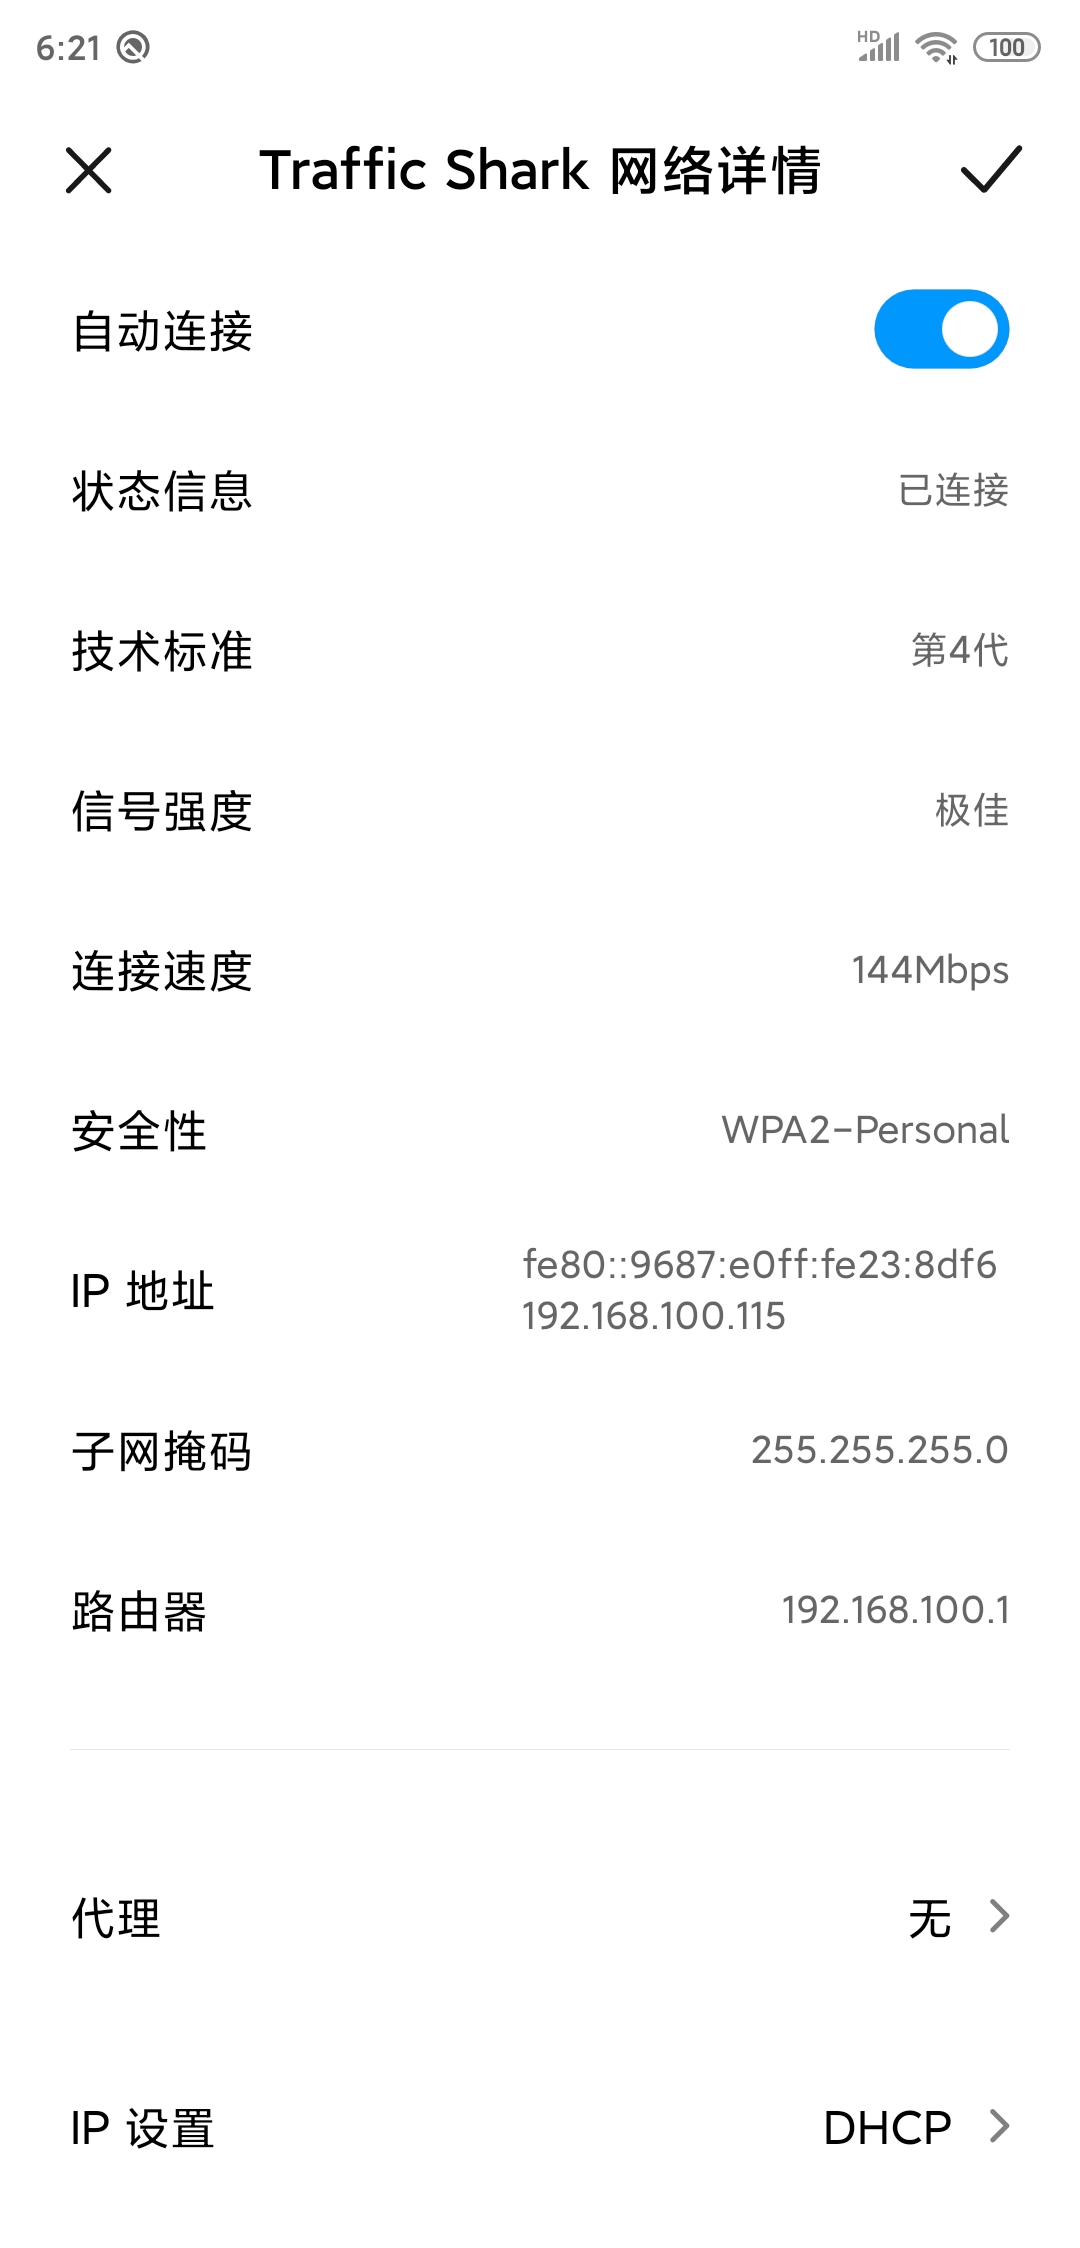 6:21
HD
100
Traffic Shark 网络详情
自动连接
状态信息
已连接
技术标准
第4代
信号强度
极佳
连接速度
144Mbps
安全性
WPA2-Personal
IP 地址
fe80::9687:e0ff:fe23:8df6
192.168.100.115
子网掩码
255.255.255.0
路由器
192.168.100.1
代理
无
IP 设置
DHCP